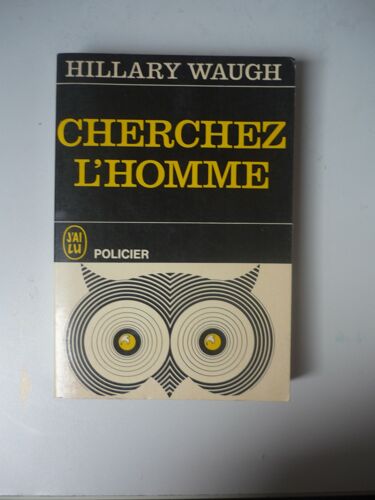 HILLARY WAUGH
CHERCHEZ
L'HOMME
J'AI
LU
POLICIER